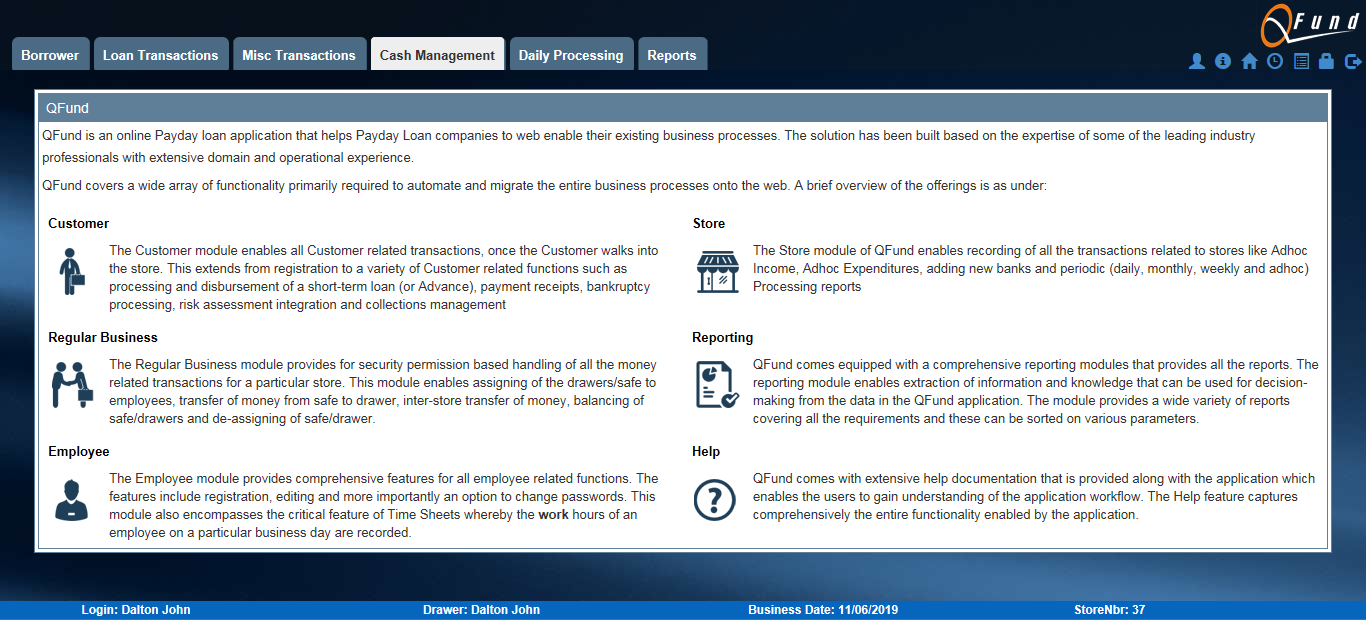 QFund
Borrower
Loan Transactions
Misc Transactions
Cash Management
Daily Processing
Reports
QFund
QFund is an online Payday loan application that helps Payday Loan companies to web enable their existing business processes. The solution has been built based on the expertise of some of the leading industry
professionals with extensive domain and operational experience.
QFund covers a wide array of functionality primarily required to automate and migrate the entire business processes onto the web. A brief overview of the offerings is as under:
Customer
The Customer module enables all Customer related transactions, once the Customer walks into
the store. This extends from registration to a variety of Customer related functions such as
processing and disbursement of a short-term loan (or Advance), payment receipts, bankruptcy
processing, risk assessment integration and collections management
Store
The Store module of QFund enables recording of all the transactions related to stores like Adhoc
Income, Adhoc Expenditures, adding new banks and periodic (daily, monthly, weekly and adhoc)
Processing reports
Regular Business
The Regular Business module provides for security permission based handling of all the money
related transactions for a particular store. This module enables assigning of the drawers/safe to
employees, transfer of money from safe to drawer, inter-store transfer of money, balancing of
safe/drawers and de-assigning of safe/drawer.
Reporting
QFund comes equipped with a comprehensive reporting modules that provides all the reports. The
reporting module enables extraction of information and knowledge that can be used for decision-
making from the data in the QFund application. The module provides a wide variety of reports
covering all the requirements and these can be sorted on various parameters.
Employee
The Employee module provides comprehensive features for all employee related functions. The
features include registration, editing and more importantly an option to change passwords. This
module also encompasses the critical feature of Time Sheets whereby the work hours of an
employee on a particular business day are recorded.
Help
QFund comes with extensive help documentation that is provided along with the application which
enables the users to gain understanding of the application workflow. The Help feature captures
comprehensively the entire functionality enabled by the application.
Login: Dalton John
Drawer: Dalton John
Business Date: 11/06/2019
StoreNbr: 37